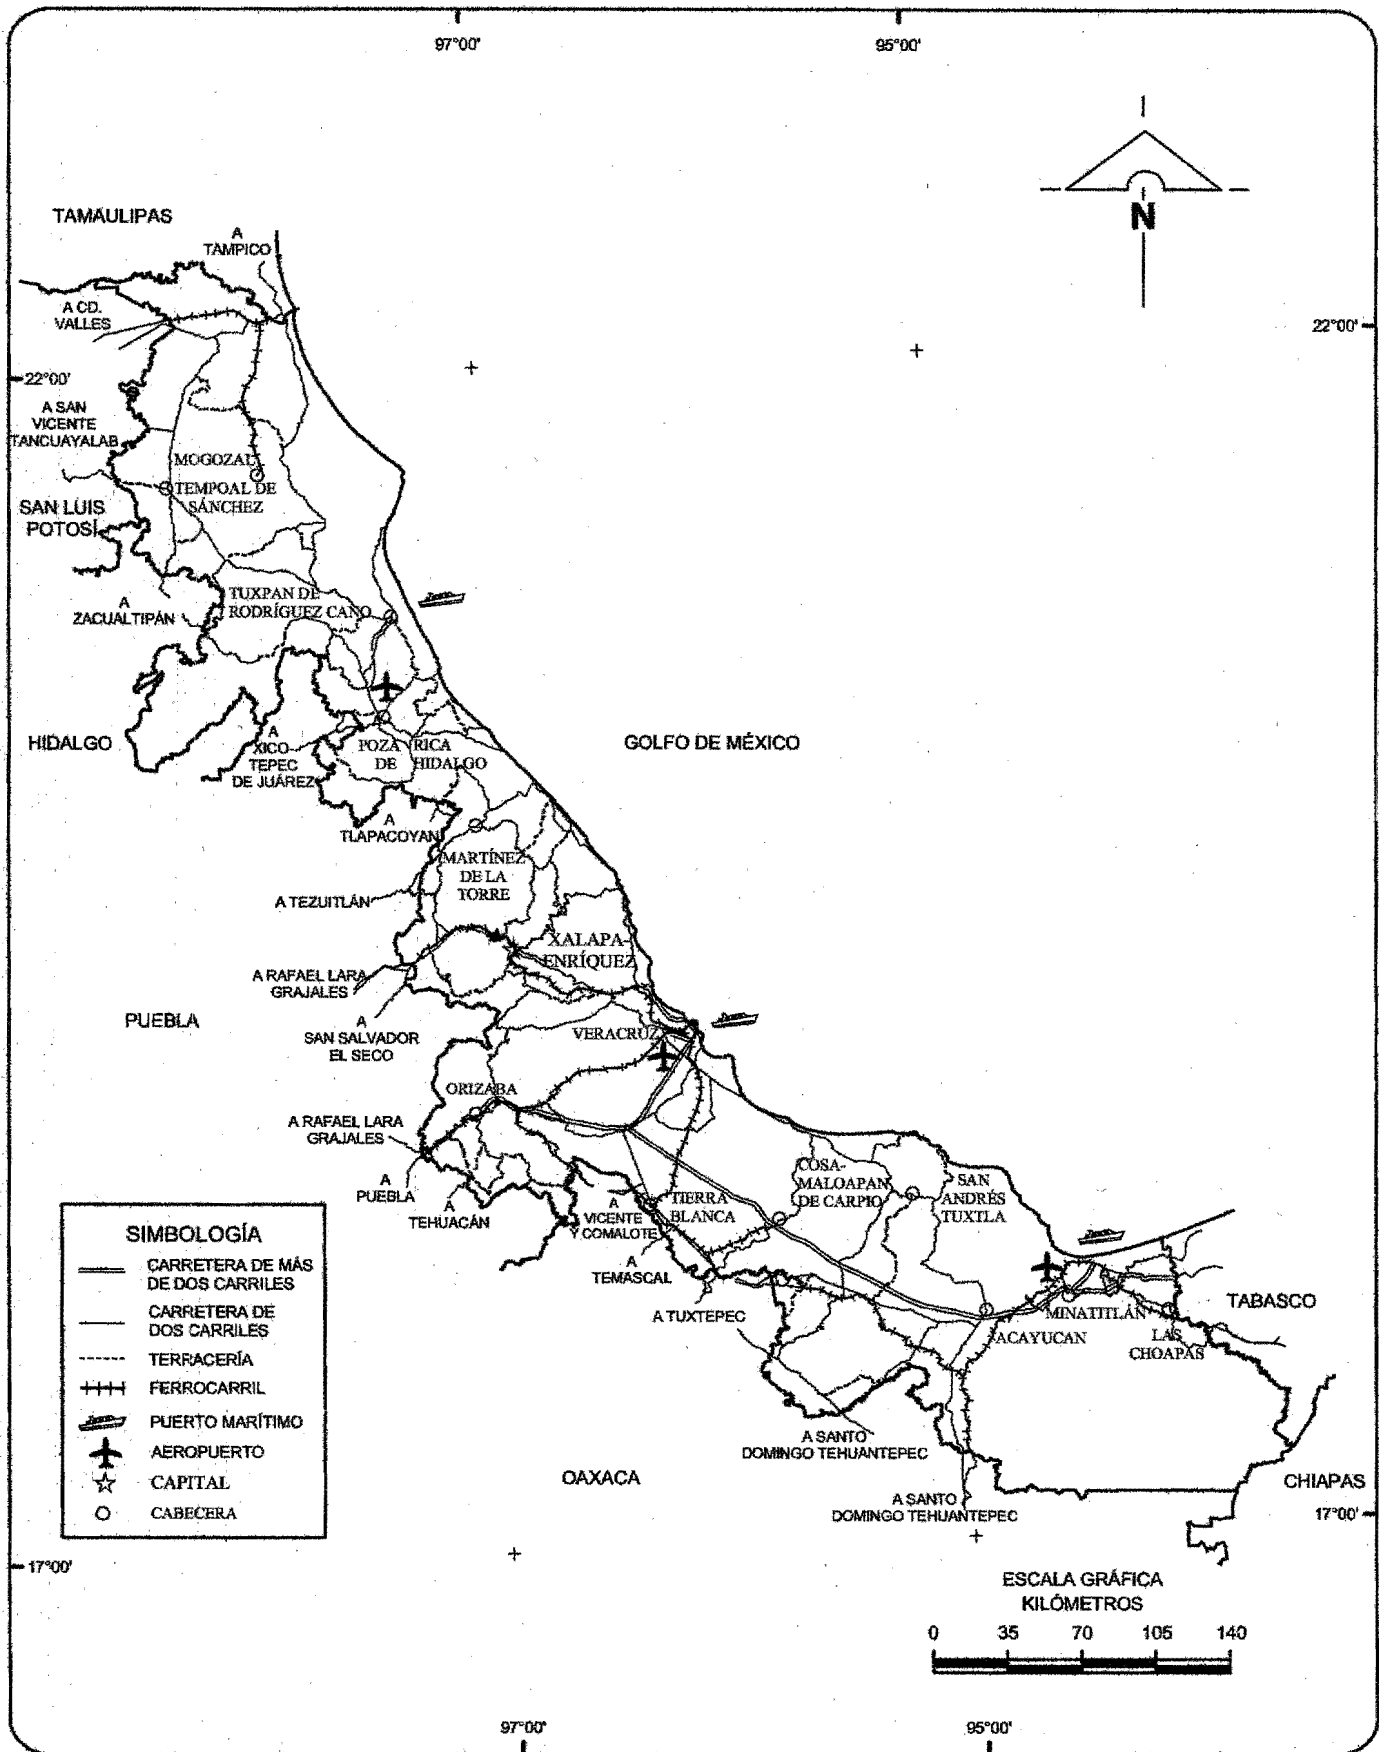 97°00'
95°00'
N
TAMAULIPAS
A
TAMPICO
A CD.
VALLES
22°00'
22°00'
A SAN
VICENTE
TANCUAYALAB
MOGOZAL
TEMPOAL DE
SÁNCHEZ
SAN LUIS
POTOSÍ
A
ZACUALTIPÁN
TUXPAN DE
RODRÍGUEZ CANO
HIDALGO
A
XICO
TEPEC
DE JUÁREZ
POZA RICA
DE HIDALGO
GOLFO DE MÉXICO
A
TLAPACOYAN
MARTÍNEZ
DE LA
TORRE
A TEZUITLÁN
XALAPA-
ENRÍQUEZ
A RAFAEL LARA
GRAJALES
PUEBLA
A
SAN SALVADOR
EL SECO
VERACRUZ
ORIZABA
A RAFAEL LARA
GRAJALES
A
PUEBLA
A
TEHUACÁN
A
VICENTE
Y COMALOTE
TIERRA
BLANCA
COSA-
MALOAPAN
DE CARPIO
SAN
ANDRÉS
TUXTLA
A
TEMASCAL
A TUXTEPEC
MINATITLÁN
ACAYUCAN
LAS
CHOAPAS
TABASCO
A SANTO
DOMINGO TEHUANTEPEC
OAXACA
A SANTO
DOMINGO TEHUANTEPEC
CHIAPAS
17°00'
17°00'
SIMBOLOGÍA
CARRETERA DE MÁS
DE DOS CARRILES
CARRETERA DE
DOS CARRILES
TERRACERÍA
FERROCARRIL
PUERTO MARÍTIMO
AEROPUERTO
CAPITAL
CABECERA
ESCALA GRÁFICA
KILÓMETROS
0 35 70 105 140
97°00'
95°00'